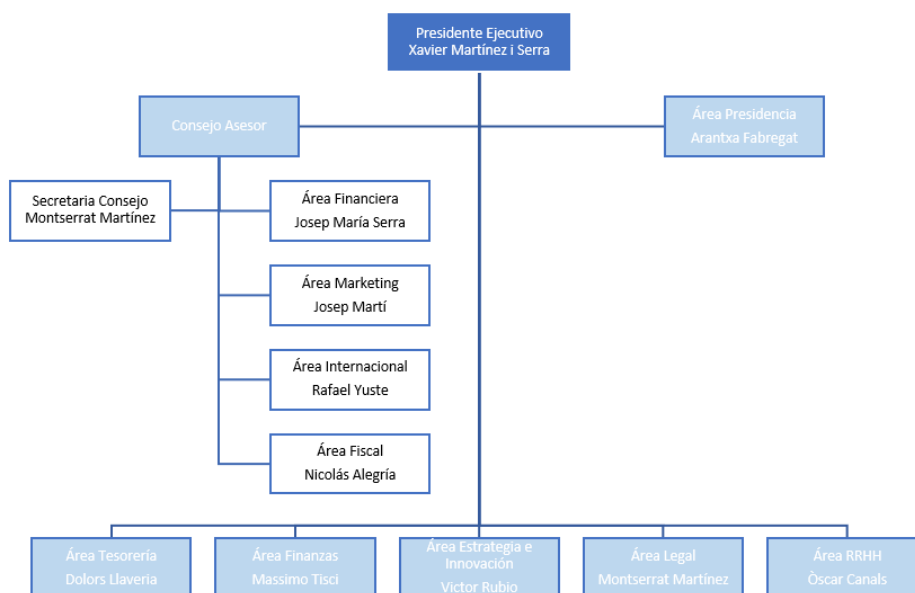 Presidente Ejecutivo
Xavier Martínez i Serra
Consejo Asesor
Área Presidencia
Arantxa Fabregat
Secretaria Consejo
Montserrat Martínez
Área Financiera
Josep María Serra
Área Marketing
Josep Martí
Área Internacional
Rafael Yuste
Área Fiscal
Nicolás Alegría
Área Tesorería
Dolors Llaveria
Área Finanzas
Massimo Tisci
Área Estrategia e
Innovación
Victor Rubio
Área Legal
Montserrat Martínez
Área RRHH
Òscar Canals